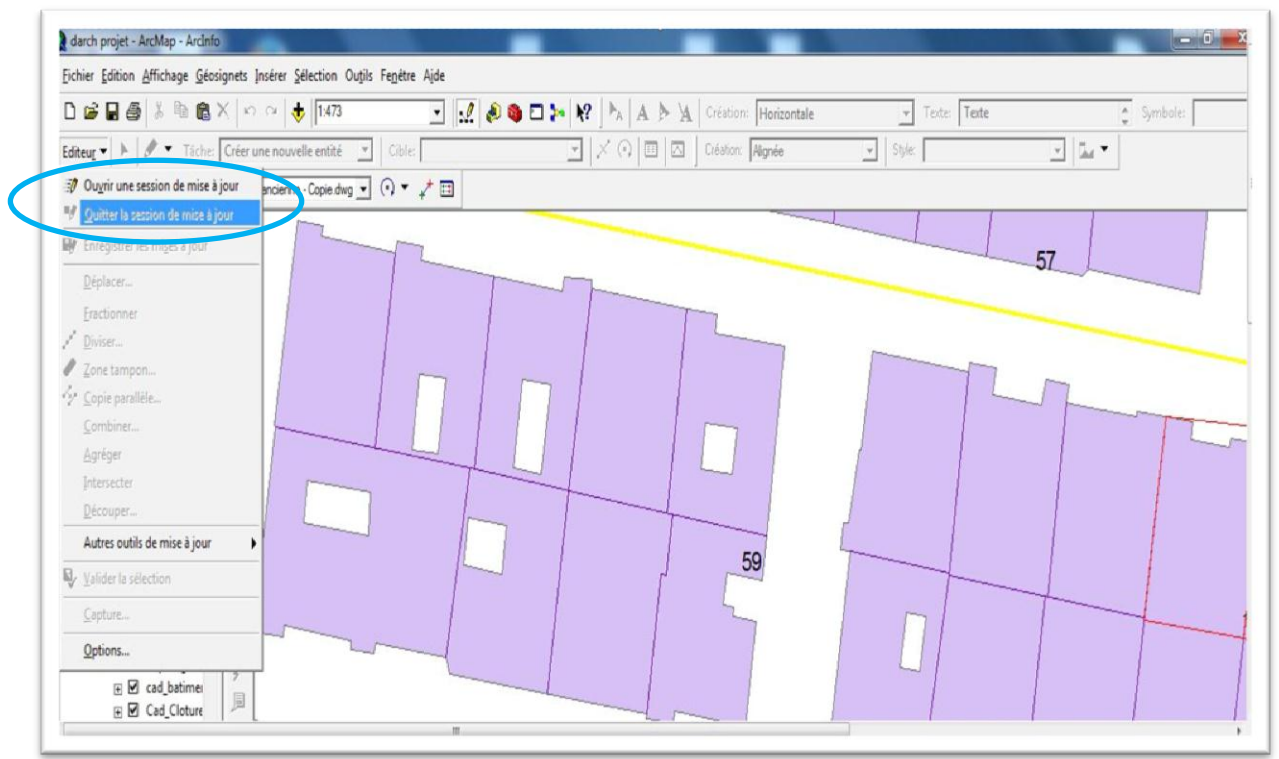 darch projet - ArcMap - ArcInfo
Fichier Edition Affichage Géosignets Insérer Sélection Outils Fenêtre Aide
1:473 Création: Horizontale Texte: Texte Symbole:
Editeur Tâche: Créer une nouvelle entité Cible: Création: Alignée Style:
Ouvrir une session de mise à jour
ancienne - Copie.dwg
Quitter la session de mise à jour
Enregistrer les mises à jour
Déplacer...
Fractionner
Diviser...
Zone tampon...
Copie parallèle...
Combiner...
Agréger
Intersecter
Découper...
Autres outils de mise à jour
Valider la sélection
Capture...
Options...
cad_batimei
Cad_Cloture
57
59